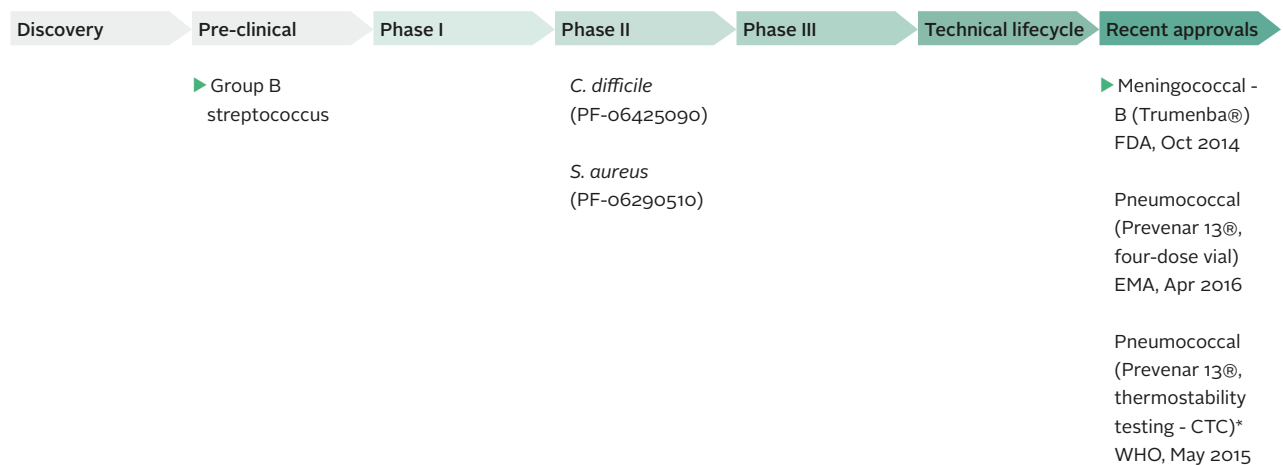 Discovery
Pre-clinical
Phase I
Phase II
Phase III
Technical lifecycle
Recent approvals
▶ Group B
streptococcus
C. difficile
(PF-06425090)
S. aureus
(PF-06290510)
▶ Meningococcal -
B (Trumenba®)
FDA, Oct 2014
Pneumococcal
(Prevenar 13®,
four-dose vial)
EMA, Apr 2016
Pneumococcal
(Prevenar 13®,
thermostability
testing - CTC)*
WHO, May 2015